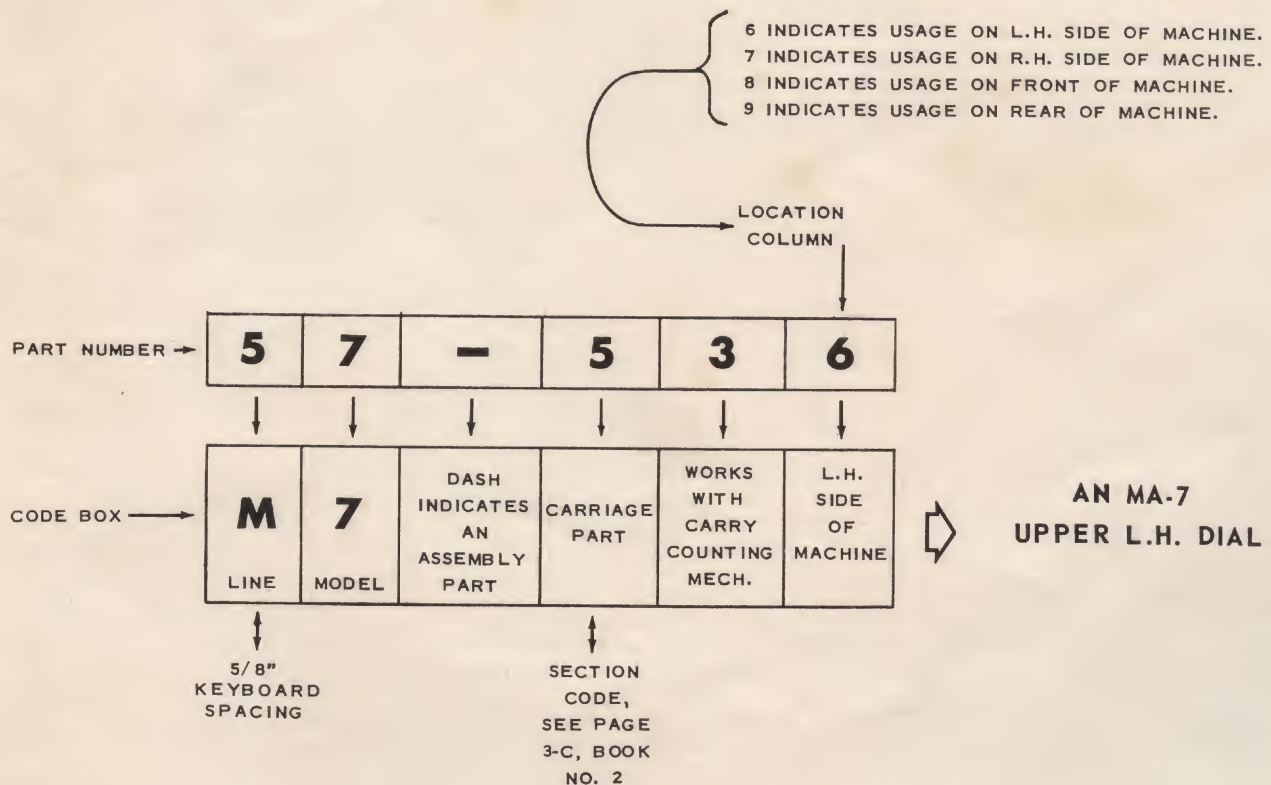 6 INDICATES USAGE ON L.H. SIDE OF MACHINE.
7 INDICATES USAGE ON R.H. SIDE OF MACHINE.
8 INDICATES USAGE ON FRONT OF MACHINE.
9 INDICATES USAGE ON REAR OF MACHINE.
LOCATION
COLUMN
PART NUMBER
5 7 - 5 3 6
CODE BOX
M
LINE
7
MODEL
DASH
INDICATES
AN
ASSEMBLY
PART
CARRIAGE
PART
WORKS
WITH
CARRY
COUNTING
MECH.
L.H.
SIDE
OF
MACHINE
AN MA-7
UPPER L.H. DIAL
5/8"
KEYBOARD
SPACING
SECTION
CODE,
SEE PAGE
3-C, BOOK
NO. 2